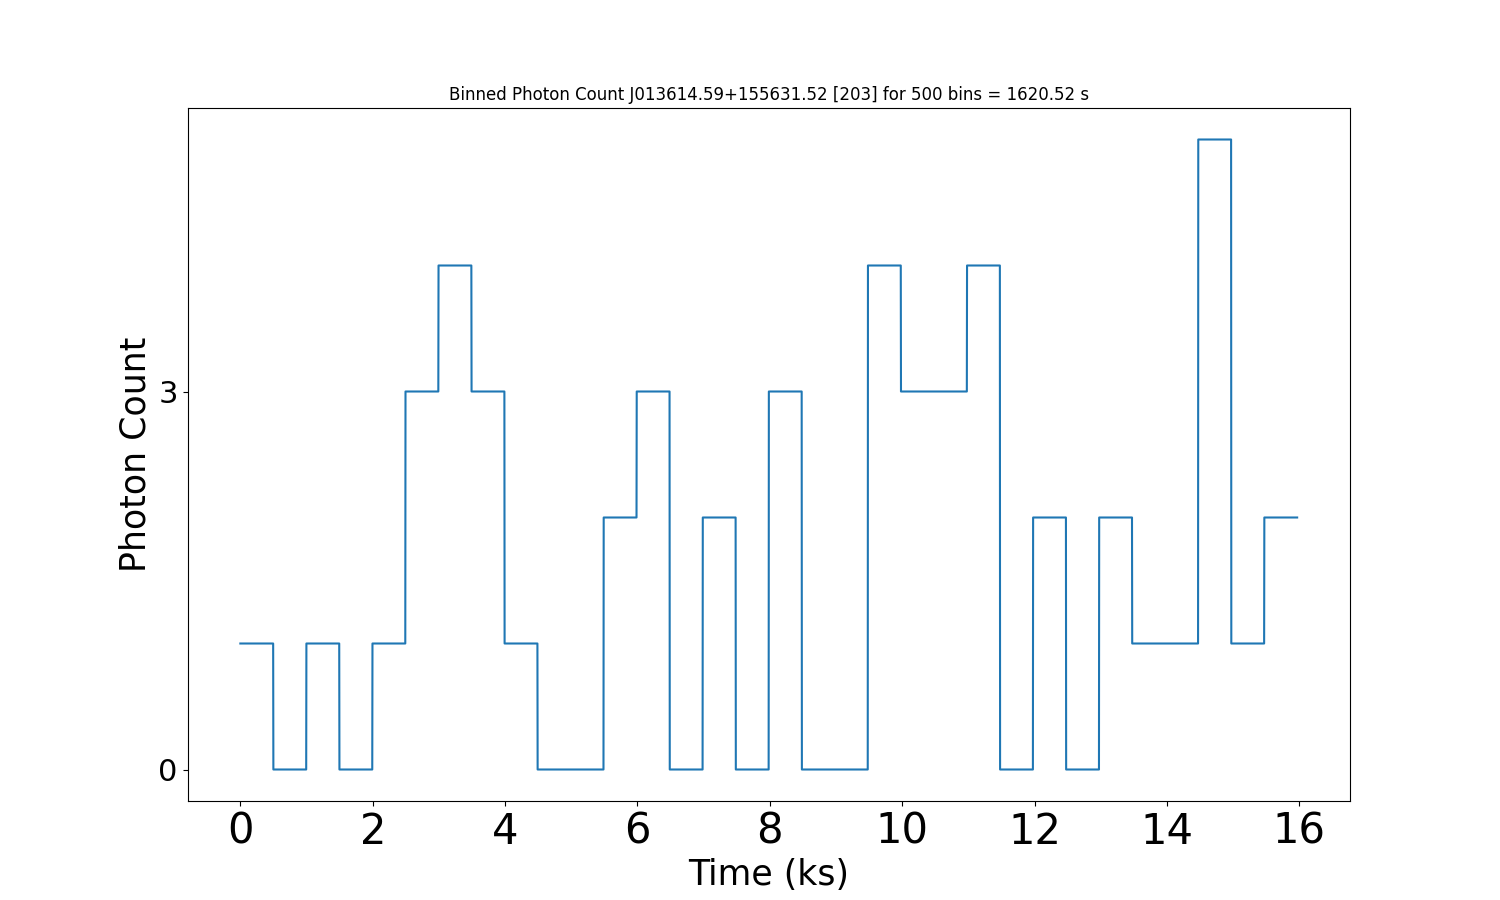 Binned Photon Count J013614.59+155631.52 [203] for 500 bins = 1620.52 s
Photon Count
3
0
0 2 4 6 8 10 12 14 16
Time (ks)